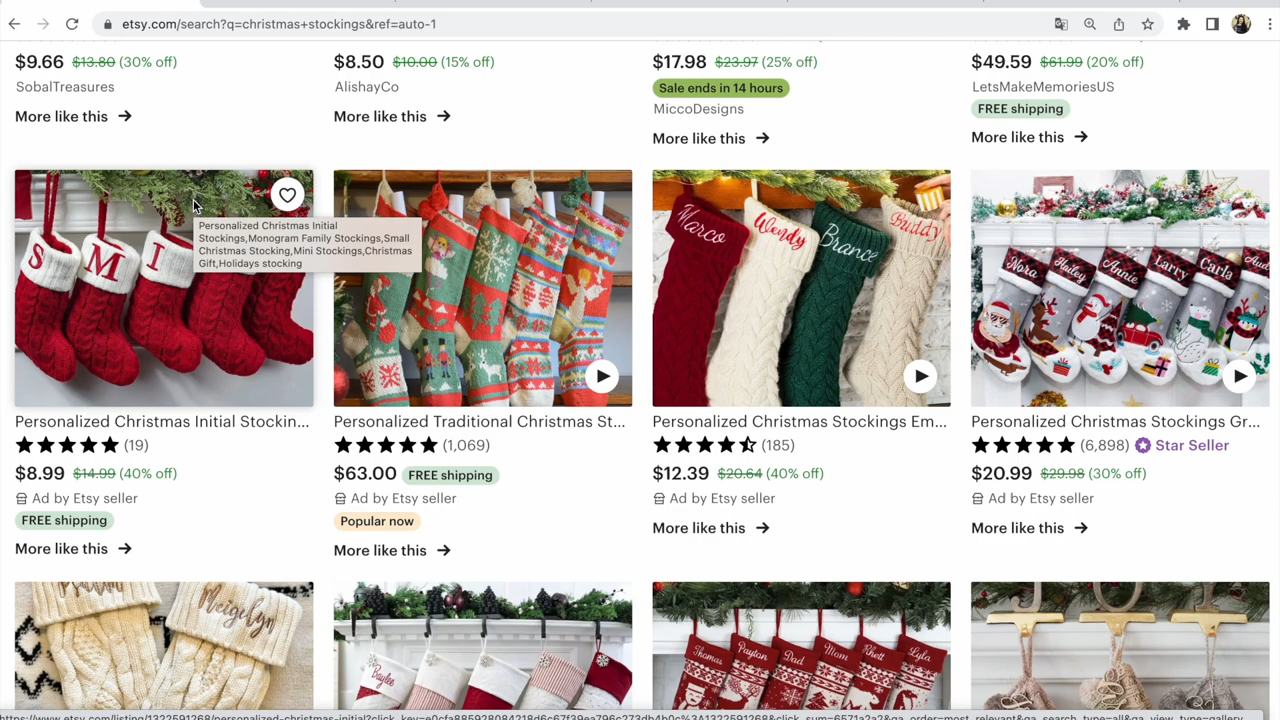 etsy.com/search?q=christmas+stockings&ref=auto-1
$9.66 $13.80 (30% off)
SobalTreasures
More like this →
$8.50 $10.00 (15% off)
AlishayCo
More like this →
$17.98 $23.97 (25% off)
Sale ends in 14 hours
MiccoDesigns
More like this →
$49.59 $61.99 (20% off)
LetsMakeMemoriesUS
FREE shipping
More like this →
S M I
Personalized Christmas Initial
Stockings,Monogram Family Stockings,Small
Christmas Stocking,Mini Stockings,Christmas
Gift,Holidays stocking
Personalized Christmas Initial Stockin...
(19)
$8.99 $14.99 (40% off)
Ad by Etsy seller
FREE shipping
More like this →
Personalized Traditional Christmas St...
(1,069)
$63.00 FREE shipping
Ad by Etsy seller
Popular now
More like this →
Marco Wendy Brance Buddy
Personalized Christmas Stockings Em...
(185)
$12.39 $20.64 (40% off)
Ad by Etsy seller
More like this →
Nora Hailey Annie Larry Carla
Personalized Christmas Stockings Gr...
(6,898) Star Seller
$20.99 $29.98 (30% off)
Ad by Etsy seller
More like this →
Meigelyn
Baylee
Thomas Payton Dad Mom Rhett Lyla